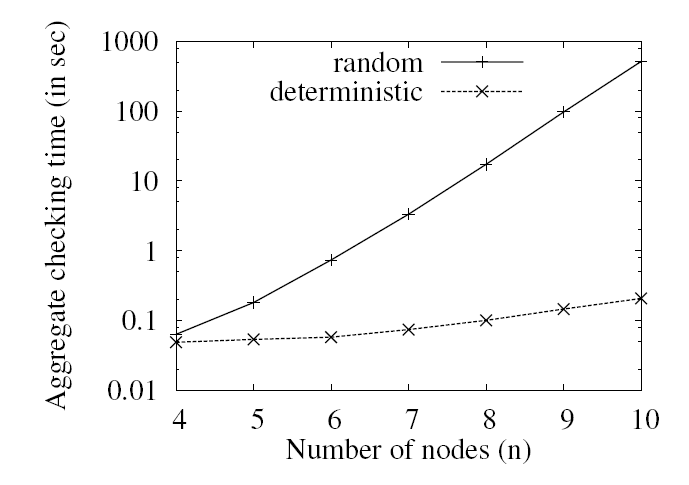 Aggregate checking time (in sec)
1000
100
10
1
0.1
0.01
random
deterministic
4 5 6 7 8 9 10
Number of nodes (n)